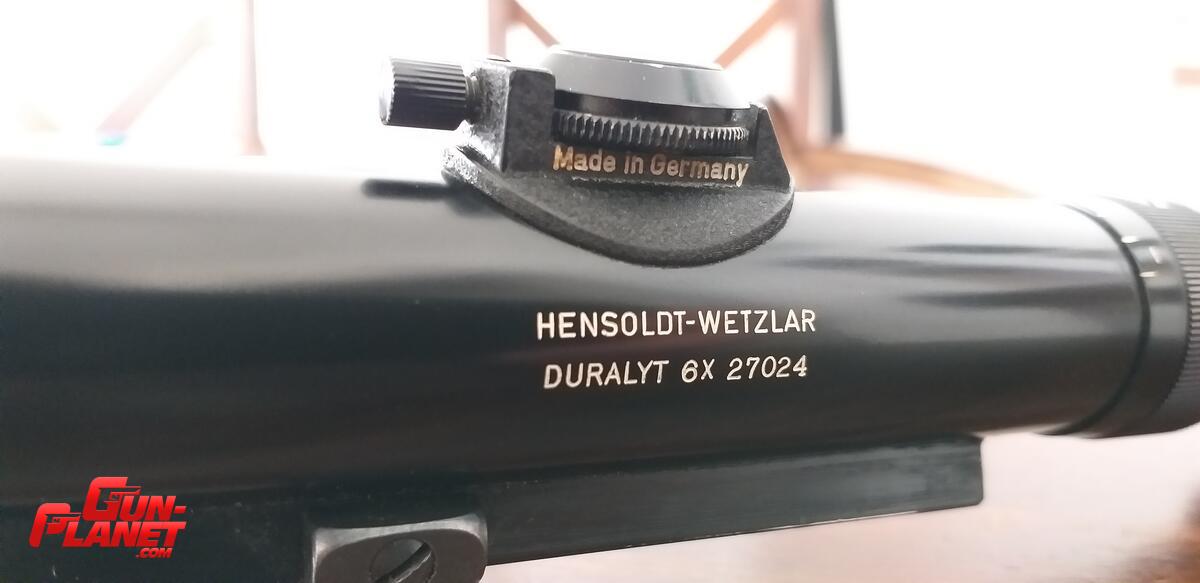 Made in Germany
HENSOLDT-WETZLAR
DURALYT 6X 27024
GUN-
PLANET
.COM